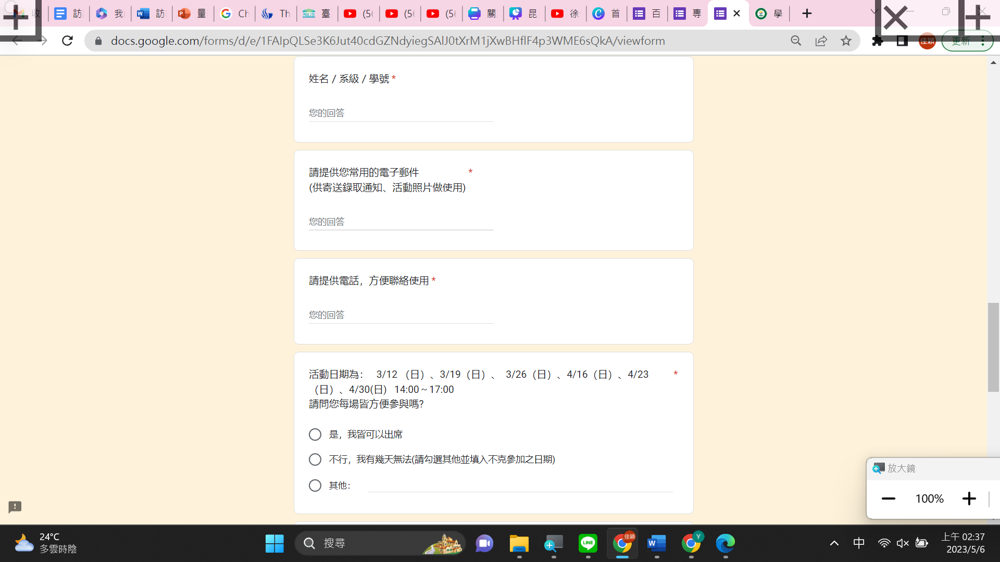 收
訪
我
訪
量
Ch
Th
臺
(5
(5
(5
關
昆
徐
首
百
專
學
docs.google.com/forms/d/e/1FAIpQLSe3K6Jut40cdGZNdyiegSAlJ0tXrM1jXwBHflF4p3WME6sQkA/viewform
佳穎
更新
姓名 / 系級 / 學號 *
您的回答
請提供您常用的電子郵件 *
(供寄送錄取通知、活動照片做使用)
您的回答
請提供電話，方便聯絡使用 *
您的回答
活動日期為： 3/12 （日）、3/19（日）、 3/26（日）、4/16（日）、4/23 *
（日）、4/30(日) 14:00 ~ 17:00
請問您每場皆方便參與嗎?
是，我皆可以出席
不行，我有幾天無法(請勾選其他並填入不克參加之日期)
其他：
放大鏡
100%
24°C
多雲時陰
搜尋
LINE
佳穎
W
Y
中
上午 02:37
2023/5/6